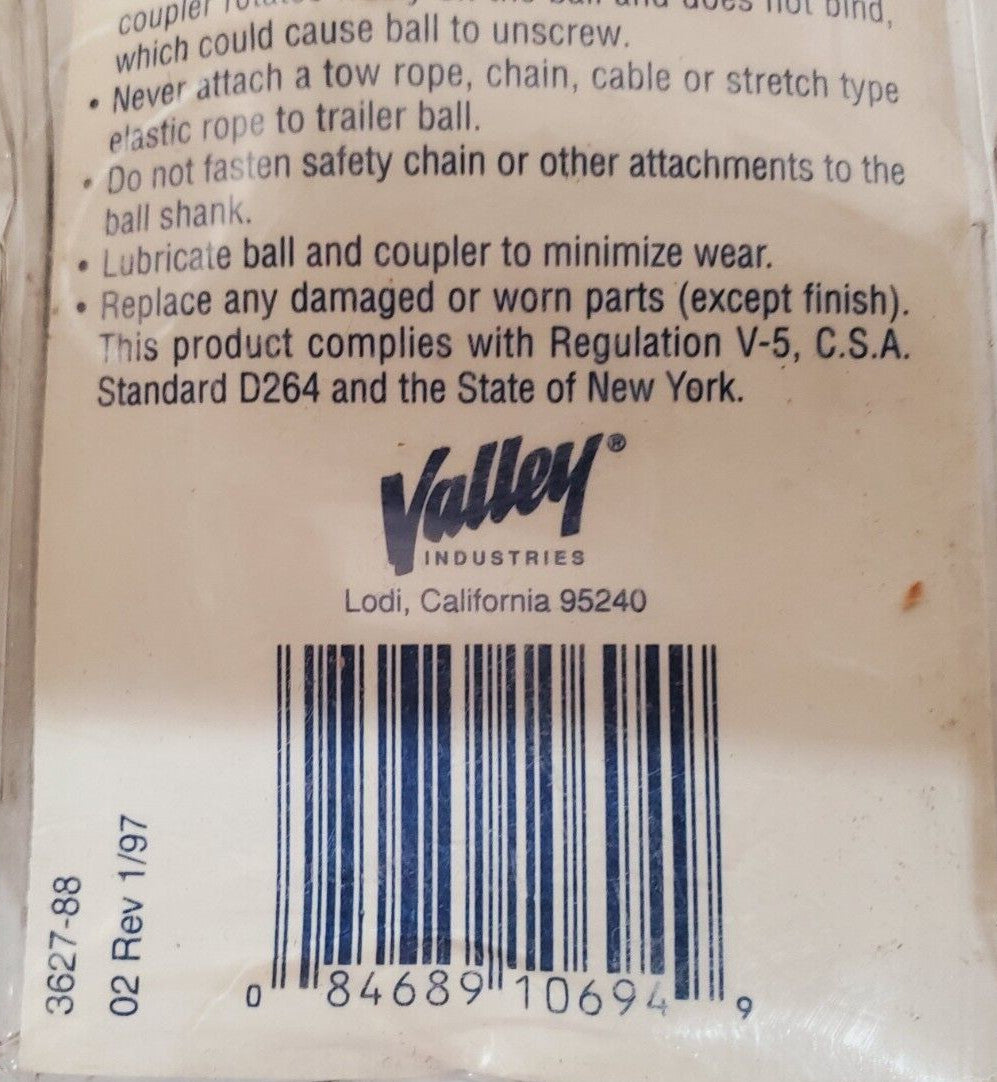 coupler
does not bind,
which could cause ball to unscrew.
• Never attach a tow rope, chain, cable or stretch type
elastic rope to trailer ball.
• Do not fasten safety chain or other attachments to the
ball shank.
• Lubricate ball and coupler to minimize wear.
• Replace any damaged or worn parts (except finish).
This product complies with Regulation V-5, C.S.A.
Standard D264 and the State of New York.
Valley®
INDUSTRIES
Lodi, California 95240
0 84689 10694 9
3627-88
02 Rev 1/97